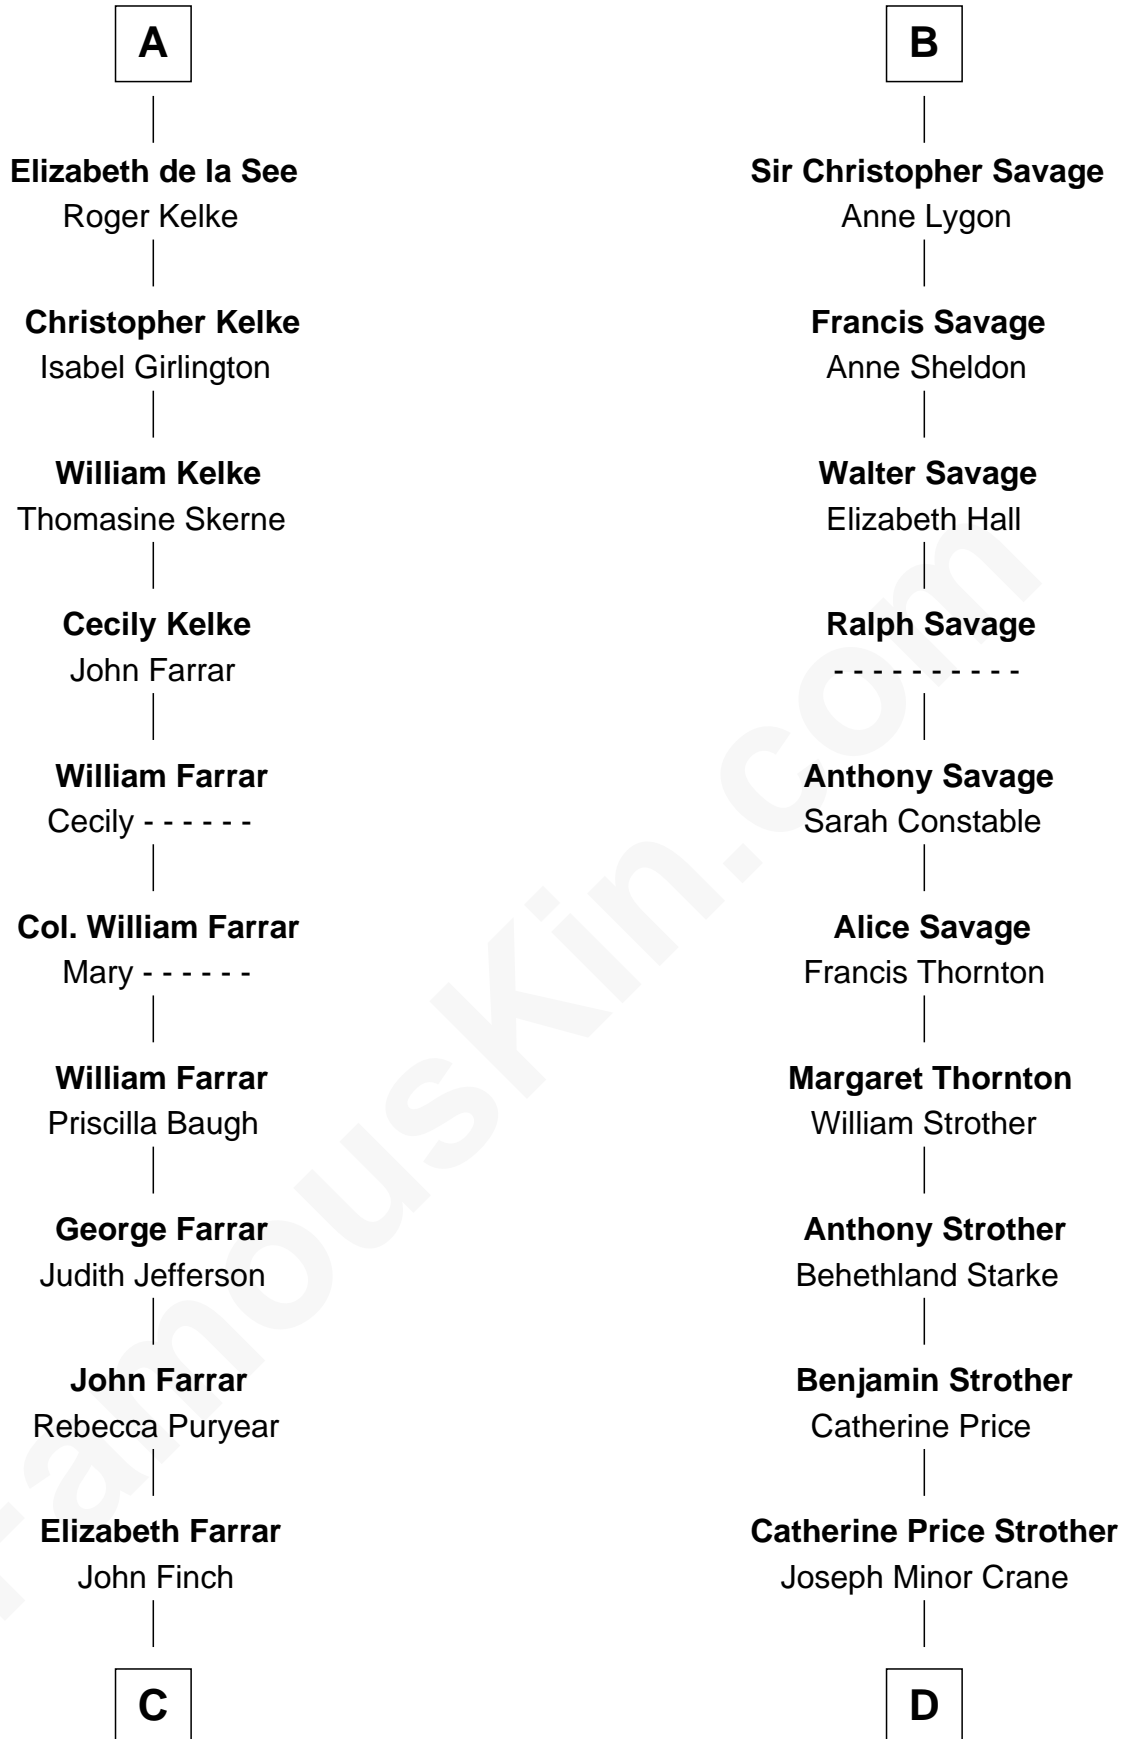 A
Elizabeth de la See
Roger Kelke
Christopher Kelke
Isabel Girlington
William Kelke
Thomasine Skerne
Cecily Kelke
John Farrar
William Farrar
Cecily - - - - - -
Col. William Farrar
Mary - - - - - -
William Farrar
Priscilla Baugh
George Farrar
Judith Jefferson
John Farrar
Rebecca Puryear
Elizabeth Farrar
John Finch
C
B
Sir Christopher Savage
Anne Lygon
Francis Savage
Anne Sheldon
Walter Savage
Elizabeth Hall
Ralph Savage
- - - - - - - - - -
Anthony Savage
Sarah Constable
Alice Savage
Francis Thornton
Margaret Thornton
William Strother
Anthony Strother
Behethland Starke
Benjamin Strother
Catherine Price
Catherine Price Strother
Joseph Minor Crane
D
FamousKin.com